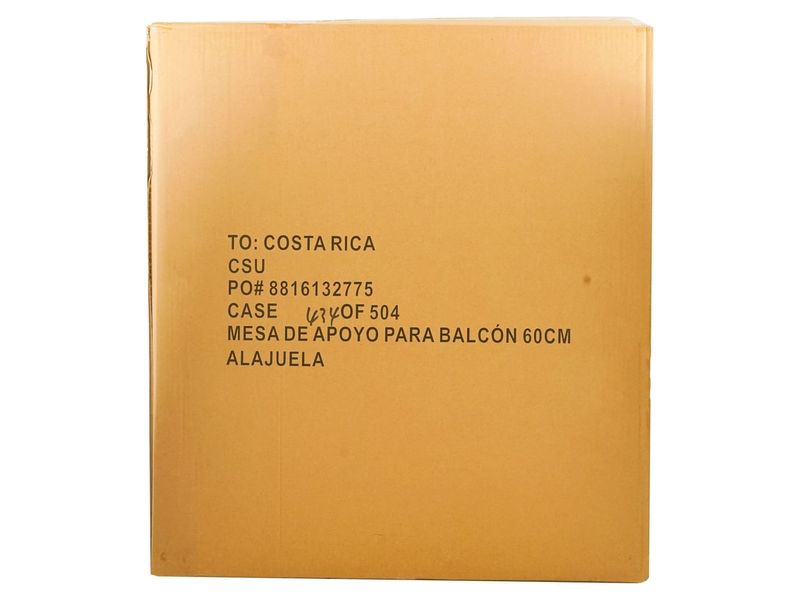 TO: COSTA RICA
CSU
PO# 8816132775
CASE 434 OF 504
MESA DE APOYO PARA BALCÓN 60CM
ALAJUELA